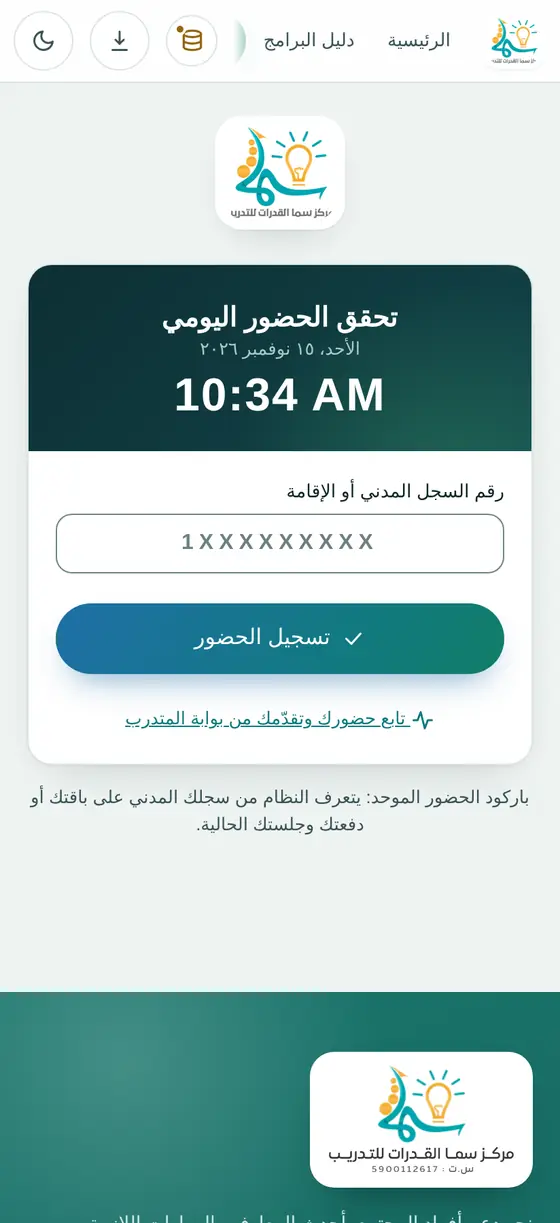 الرئيسية
دليل البرامج
مركز سما القدرات للتدريب
تحقق الحضور اليومي
الأحد، ١٥ نوفمبر ٢٠٢٦
10:34 AM
رقم السجل المدني أو الإقامة
1XXXXXXXXX
تسجيل الحضور
تابع حضورك وتقدّمك من بوابة المتدرب
باركود الحضور الموحد: يتعرف النظام من سجلك المدني على باقتك أو
دفعتك وجلستك الحالية.
سما
مركز سما القدرات للتدريب
س.ت : 5900112617